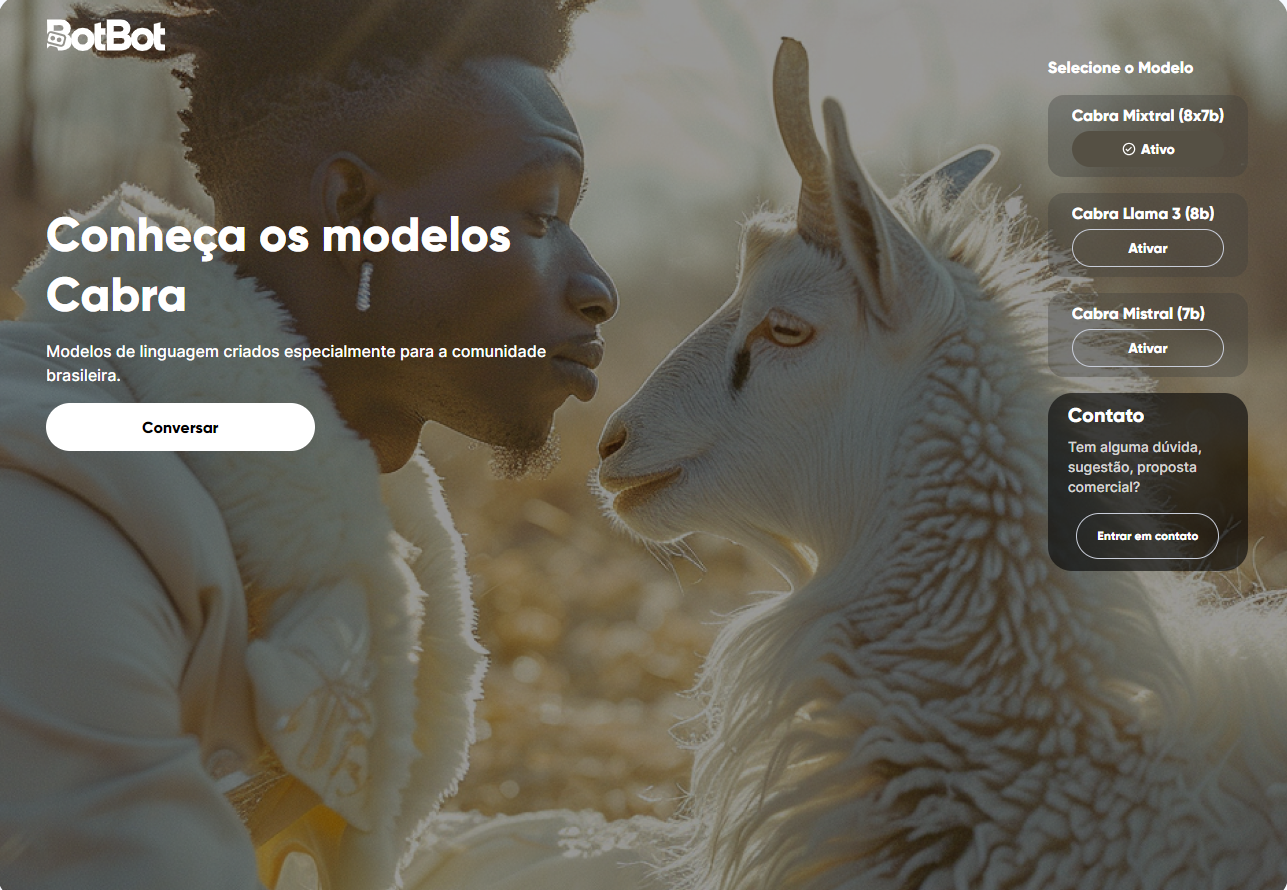 BotBot
Conheça os modelos
Cabra
Modelos de linguagem criados especialmente para a comunidade
brasileira.
Conversar
Selecione o Modelo
Cabra Mixtral (8x7b)
Ativo
Cabra Llama 3 (8b)
Ativar
Cabra Mistral (7b)
Ativar
Contato
Tem alguma dúvida,
sugestão, proposta
comercial?
Entrar em contato